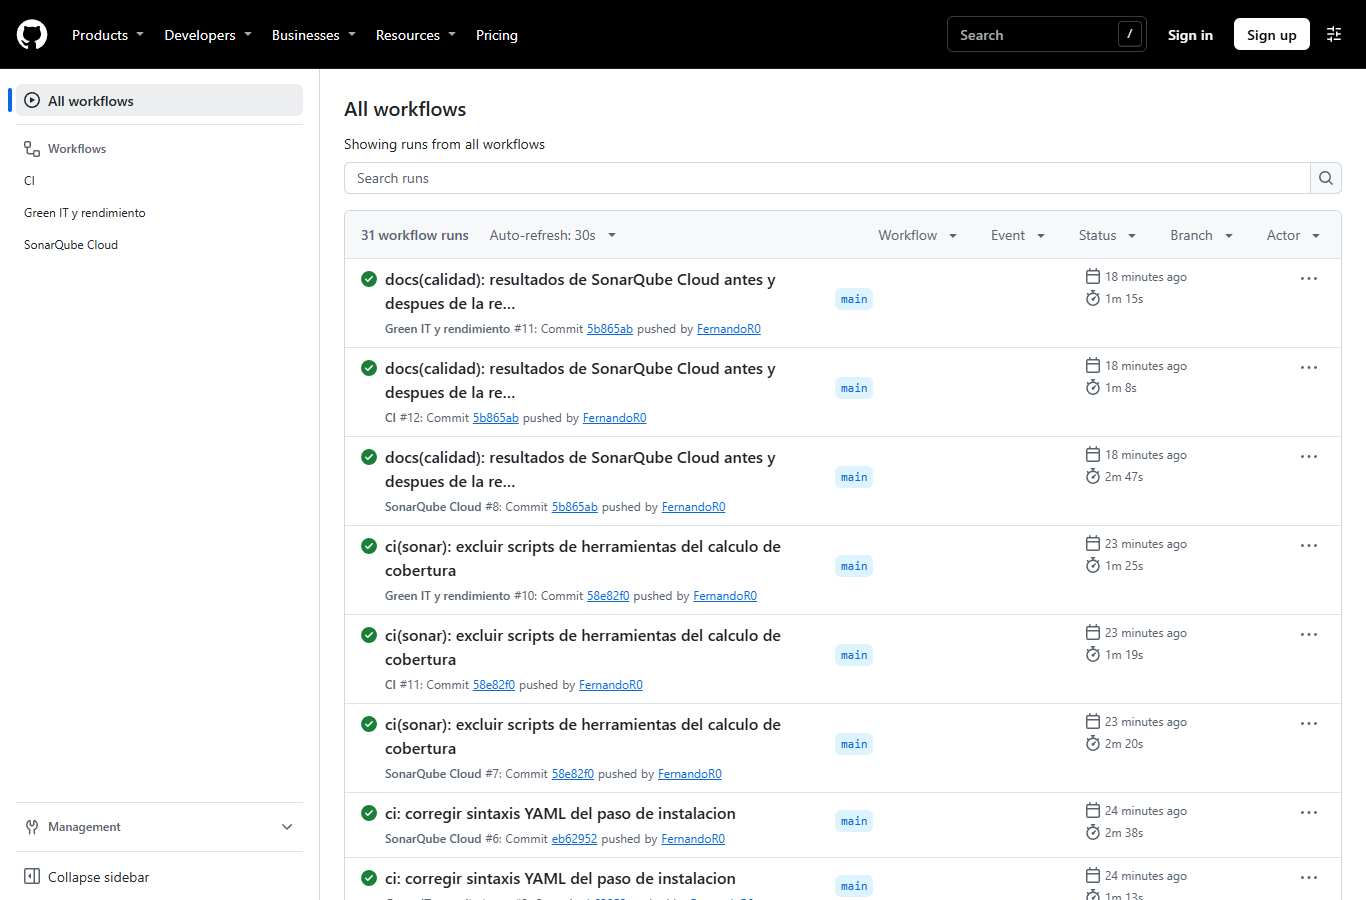 Products
Developers
Businesses
Resources
Pricing
Search /
Sign in
Sign up
All workflows
Workflows
CI
Green IT y rendimiento
SonarQube Cloud
Management
Collapse sidebar
All workflows
Showing runs from all workflows
Search runs
31 workflow runs Auto-refresh: 30s Workflow Event Status Branch Actor
docs(calidad): resultados de SonarQube Cloud antes y
despues de la re...
Green IT y rendimiento #11: Commit 5b865ab pushed by FernandoR0
main
18 minutes ago
1m 15s
docs(calidad): resultados de SonarQube Cloud antes y
despues de la re...
CI #12: Commit 5b865ab pushed by FernandoR0
main
18 minutes ago
1m 8s
docs(calidad): resultados de SonarQube Cloud antes y
despues de la re...
SonarQube Cloud #8: Commit 5b865ab pushed by FernandoR0
main
18 minutes ago
2m 47s
ci(sonar): excluir scripts de herramientas del calculo de
cobertura
Green IT y rendimiento #10: Commit 58e82f0 pushed by FernandoR0
main
23 minutes ago
1m 25s
ci(sonar): excluir scripts de herramientas del calculo de
cobertura
CI #11: Commit 58e82f0 pushed by FernandoR0
main
23 minutes ago
1m 19s
ci(sonar): excluir scripts de herramientas del calculo de
cobertura
SonarQube Cloud #7: Commit 58e82f0 pushed by FernandoR0
main
23 minutes ago
2m 20s
ci: corregir sintaxis YAML del paso de instalacion
SonarQube Cloud #6: Commit eb62952 pushed by FernandoR0
main
24 minutes ago
2m 38s
ci: corregir sintaxis YAML del paso de instalacion
main
24 minutes ago
1m 13s